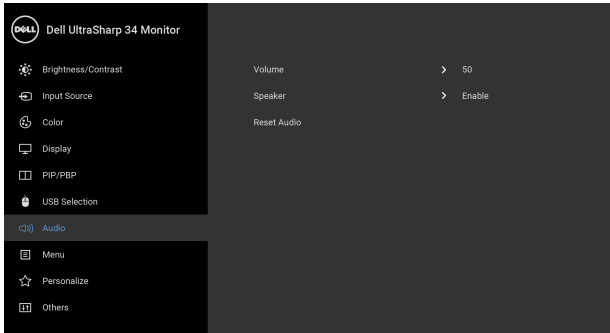 DELL Dell UltraSharp 34 Monitor
Brightness/Contrast
Volume 50
Input Source
Speaker Enable
Color
Reset Audio
Display
PIP/PBP
USB Selection
Audio
Menu
Personalize
Others